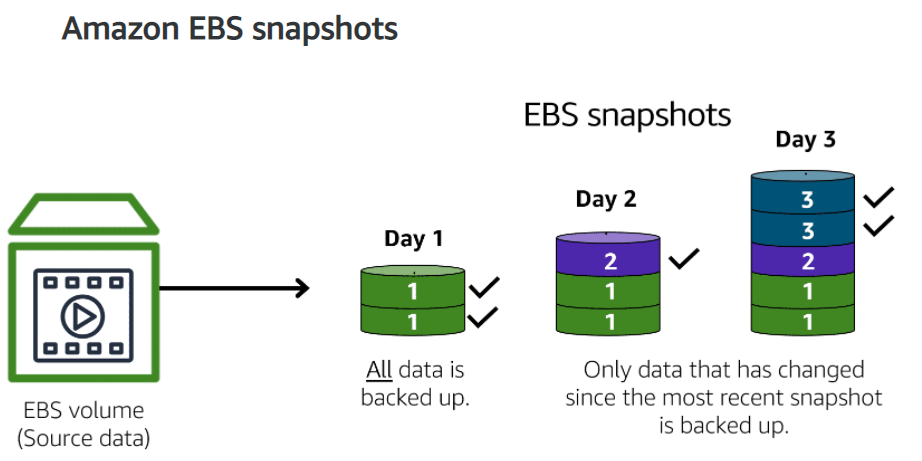 Amazon EBS snapshots
EBS snapshots
Day 1
Day 2
Day 3
1
1
2
1
1
3
3
2
1
1
EBS volume
(Source data)
All data is
backed up.
Only data that has changed
since the most recent snapshot
is backed up.